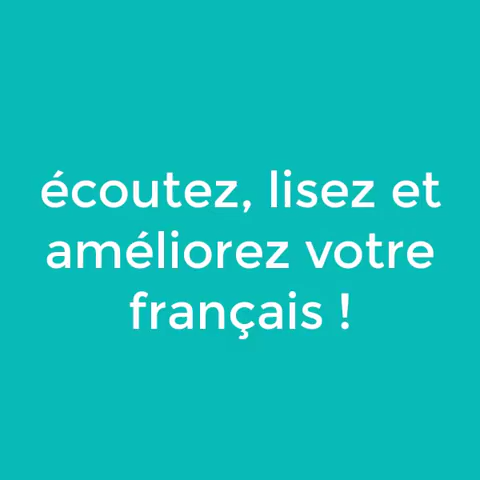 écoutez, lisez et
améliorez votre
français !